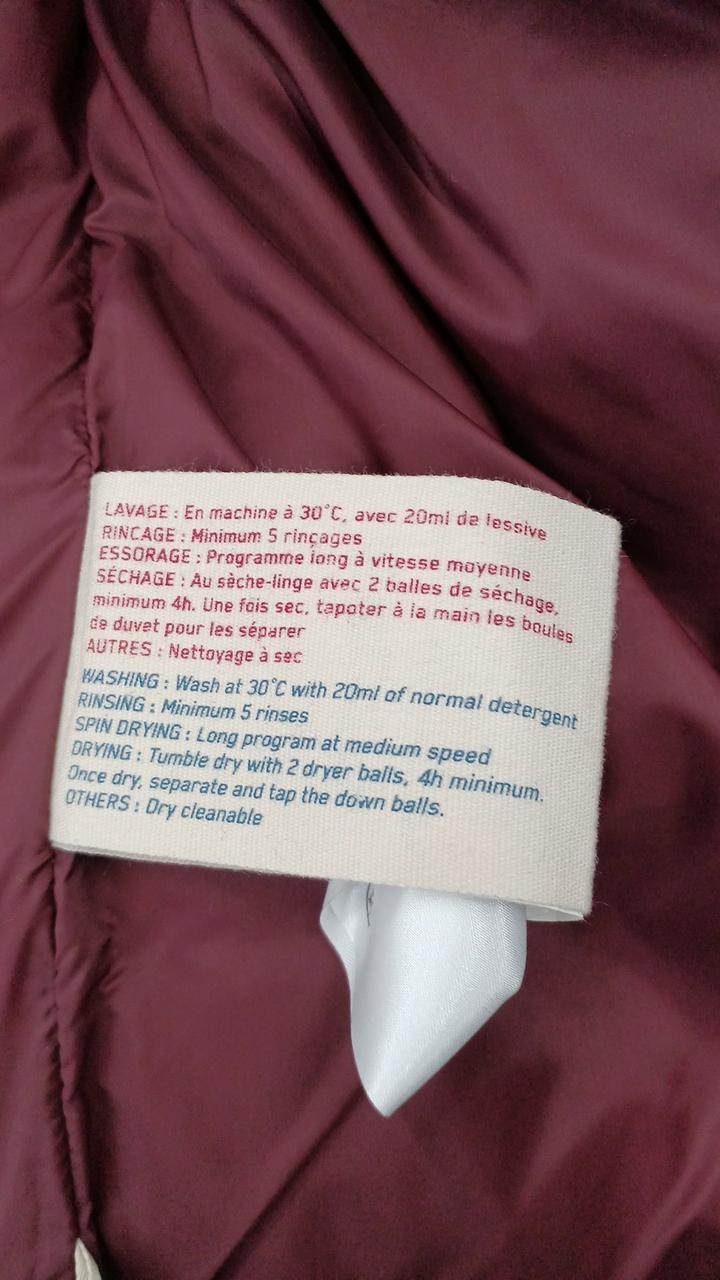 LAVAGE : En machine à 30°C, avec 20ml de lessive
RINCAGE : Minimum 5 rinçages
ESSORAGE : Programme long à vitesse moyenne
SÉCHAGE : Au sèche-linge avec 2 balles de séchage,
minimum 4h. Une fois sec, tapoter à la main les boules
de duvet pour les séparer
AUTRES : Nettoyage à sec
WASHING : Wash at 30°C with 20ml of normal detergent
RINSING : Minimum 5 rinses
SPIN DRYING : Long program at medium speed
DRYING : Tumble dry with 2 dryer balls, 4h minimum.
Once dry, separate and tap the down balls.
OTHERS : Dry cleanable